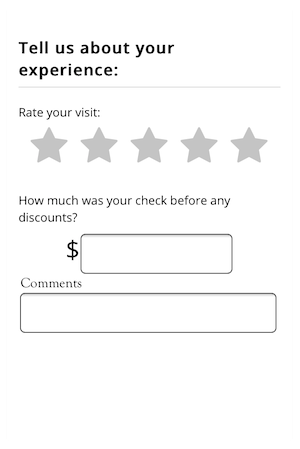 Tell us about your
experience:
Rate your visit:
How much was your check before any
discounts?
$
Comments